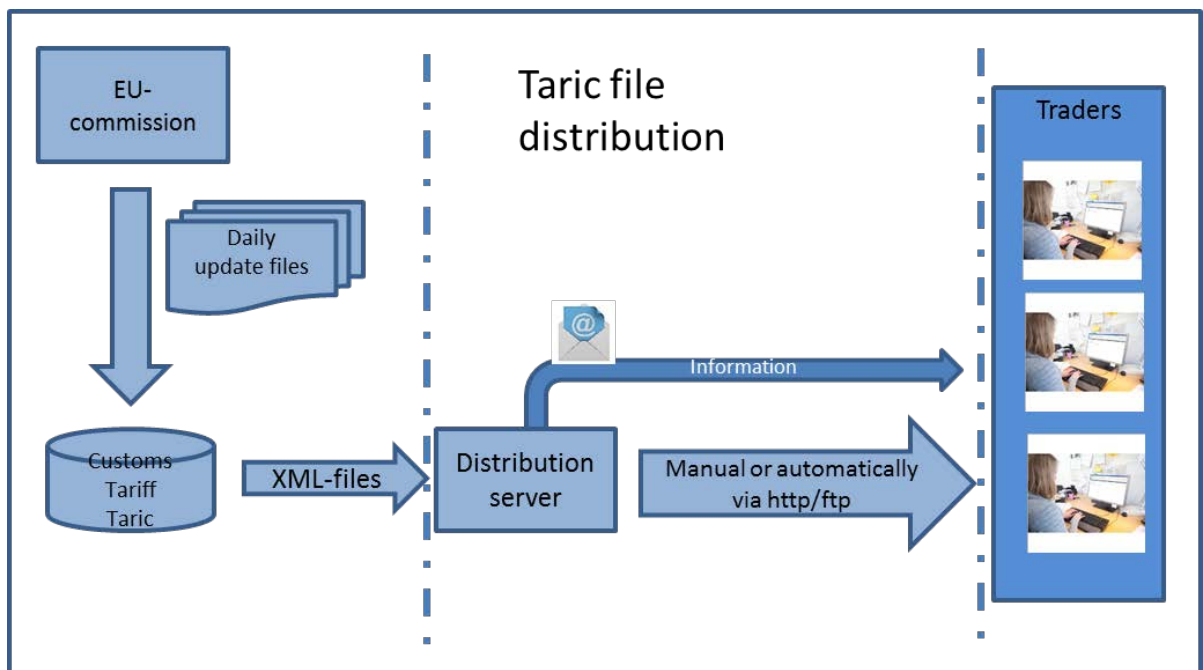 EU-
commission
Taric file
distribution
Traders
Daily
update files
@
Information
Customs
Tariff
Taric
XML-files
Distribution
server
Manual or automatically
via http/ftp